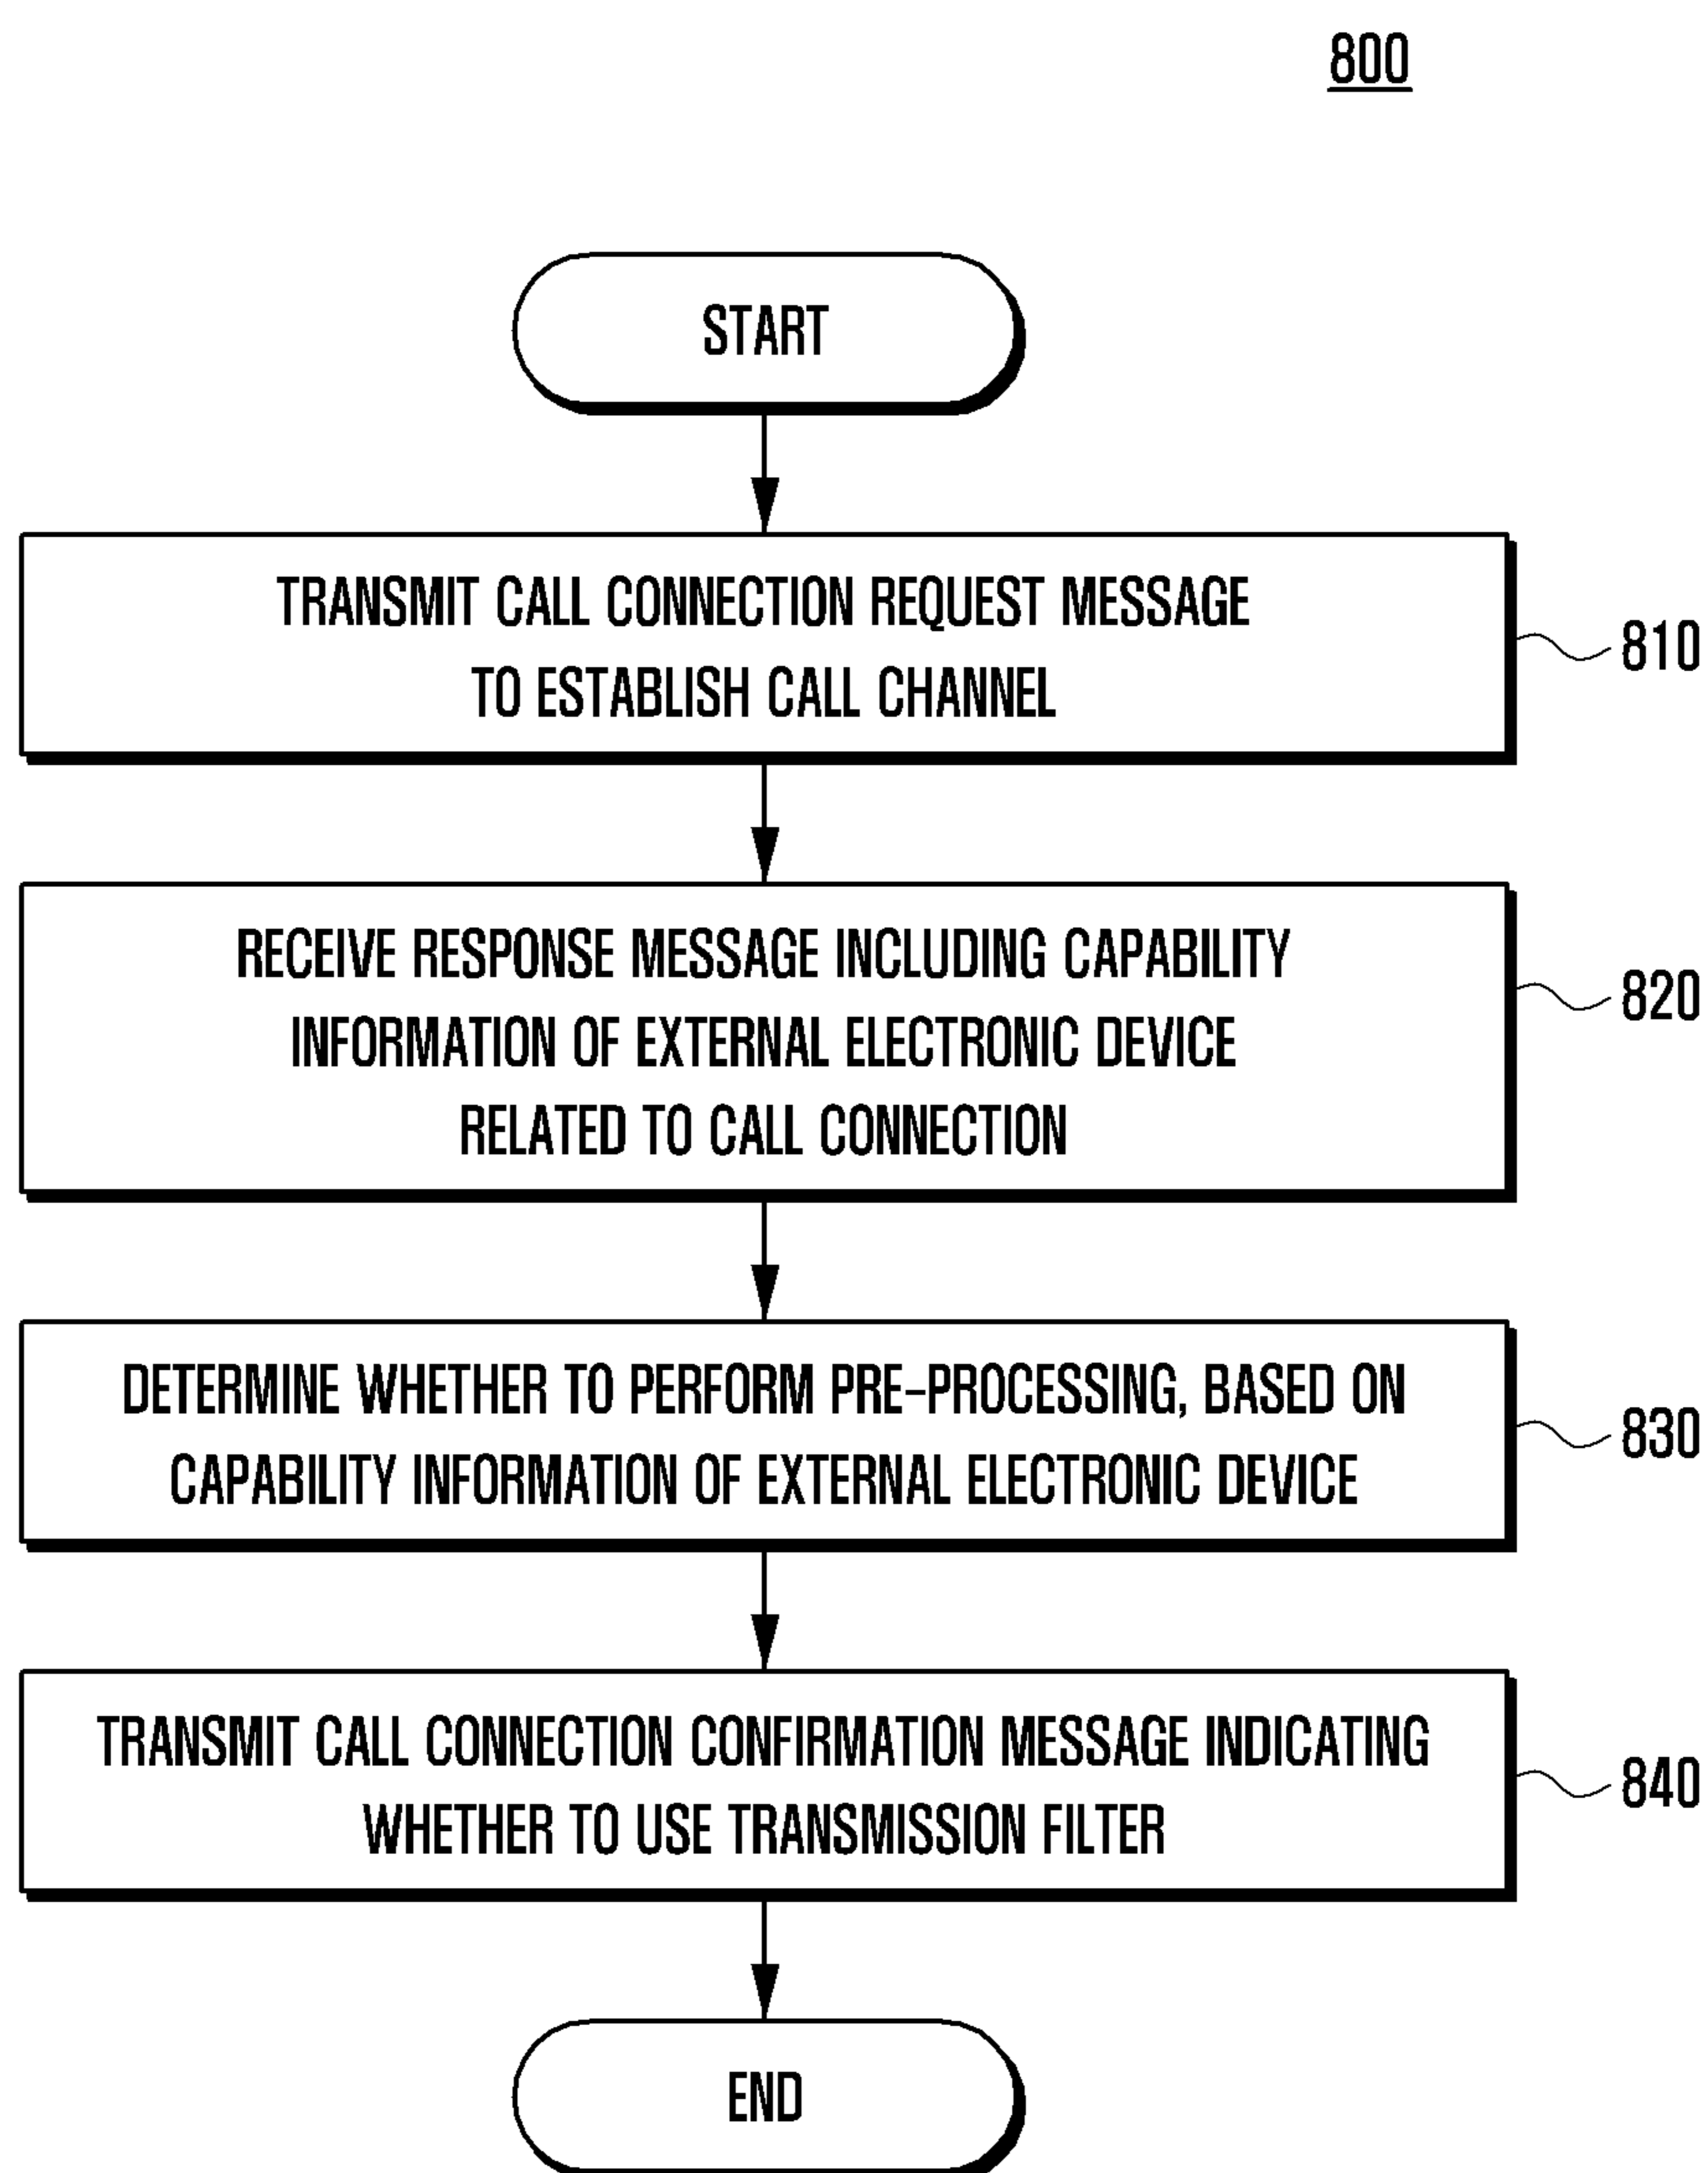 800
START
TRANSMIT CALL CONNECTION REQUEST MESSAGE
TO ESTABLISH CALL CHANNEL
810
RECEIVE RESPONSE MESSAGE INCLUDING CAPABILITY
INFORMATION OF EXTERNAL ELECTRONIC DEVICE
RELATED TO CALL CONNECTION
820
DETERMINE WHETHER TO PERFORM PRE-PROCESSING, BASED ON
CAPABILITY INFORMATION OF EXTERNAL ELECTRONIC DEVICE
830
TRANSMIT CALL CONNECTION CONFIRMATION MESSAGE INDICATING
WHETHER TO USE TRANSMISSION FILTER
840
END